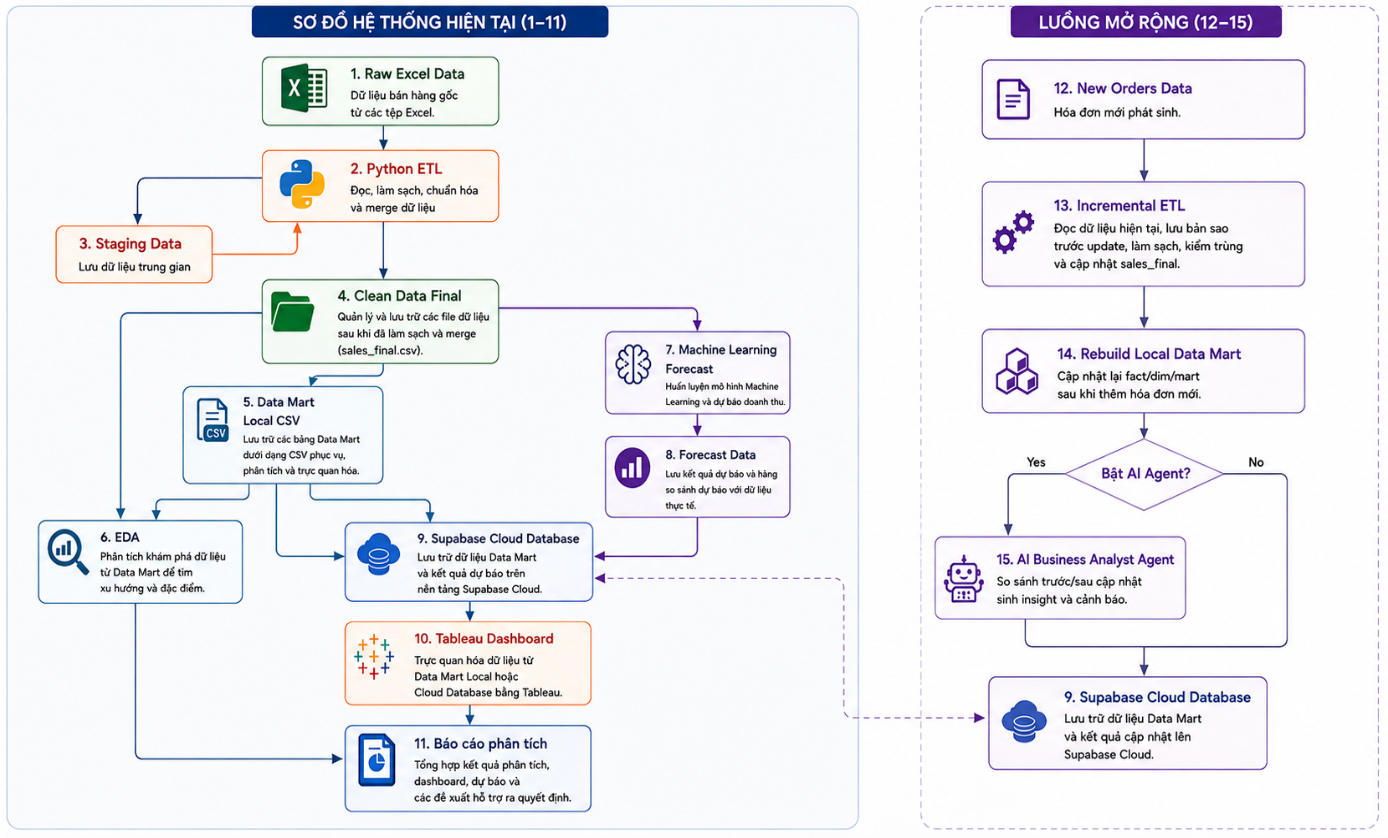 SƠ ĐỒ HỆ THỐNG HIỆN TẠI (1–11)
1. Raw Excel Data
Dữ liệu bán hàng gốc
từ các tệp Excel.
2. Python ETL
Đọc, làm sạch, chuẩn hóa
và merge dữ liệu
3. Staging Data
Lưu dữ liệu trung gian
4. Clean Data Final
Quản lý và lưu trữ các file dữ liệu
sau khi đã làm sạch và merge
(sales_final.csv).
5. Data Mart
Local CSV
Lưu trữ các bảng Data Mart
dưới dạng CSV phục vụ,
phân tích và trực quan hóa.
CSV
6. EDA
Phân tích khám phá dữ liệu
từ Data Mart để tìm
xu hướng và đặc điểm.
7. Machine Learning
Forecast
Huấn luyện mô hình Machine
Learning và dự báo doanh thu.
8. Forecast Data
Lưu kết quả dự báo và hàng
so sánh dự báo với dữ liệu
thực tế.
9. Supabase Cloud Database
Lưu trữ dữ liệu Data Mart
và kết quả dự báo trên
nền tảng Supabase Cloud.
10. Tableau Dashboard
Trực quan hóa dữ liệu từ
Data Mart Local hoặc
Cloud Database bằng Tableau.
11. Báo cáo phân tích
Tổng hợp kết quả phân tích,
dashboard, dự báo và
các đề xuất hỗ trợ ra quyết định.
LUỒNG MỞ RỘNG (12–15)
12. New Orders Data
Hóa đơn mới phát sinh.
13. Incremental ETL
Đọc dữ liệu hiện tại, lưu bản sao
trước update, làm sạch, kiểm trùng
và cập nhật sales_final.
14. Rebuild Local Data Mart
Cập nhật lại fact/dim/mart
sau khi thêm hóa đơn mới.
Yes
Bật AI Agent?
No
15. AI Business Analyst Agent
So sánh trước/sau cập nhật
sinh insight và cảnh báo.
9. Supabase Cloud Database
Lưu trữ dữ liệu Data Mart
và kết quả cập nhật lên
Supabase Cloud.